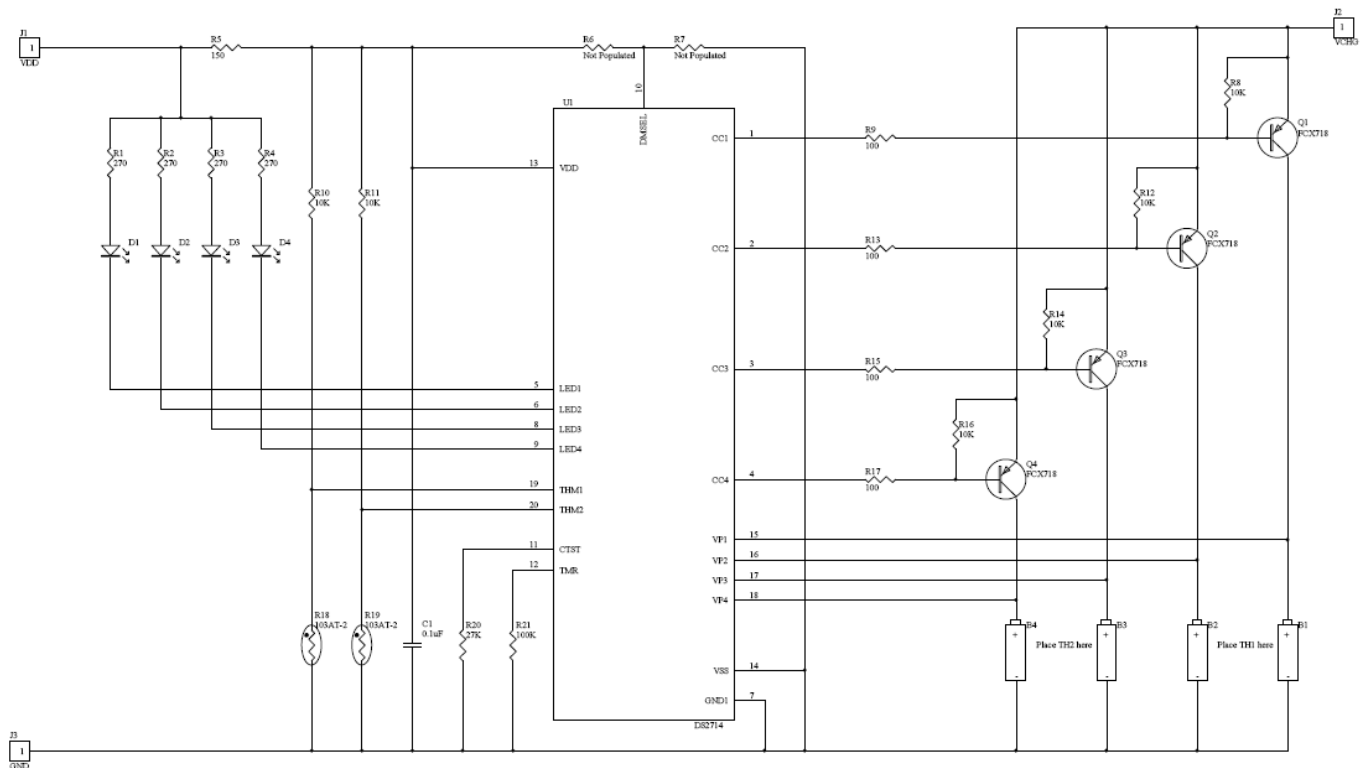 J1
1
VDD
R5
150
R6
Not Populated
R7
Not Populated
J2
1
VCHG
R1
270
R2
270
R3
270
R4
270
D1
D2
D3
D4
R10
10K
R11
10K
U1
10
DMSEL
13
VDD
CC1
1
R9
100
R8
10K
Q1
FCX718
CC2
2
R13
100
R12
10K
Q2
FCX718
CC3
3
R15
100
R14
10K
Q3
FCX718
CC4
4
R17
100
R16
10K
Q4
FCX718
5
LED1
6
LED2
8
LED3
9
LED4
19
THM1
20
THM2
11
CTST
12
TMR
VP1
15
VP2
16
VP3
17
VP4
18
VSS
14
GND1
7
DS2714
R18
103AT-2
R19
103AT-2
C1
0.1uF
R20
27K
R21
100K
B4
+
-
Place TH2 here
B3
+
-
B2
+
-
Place TH1 here
B1
+
-
J3
1
GND